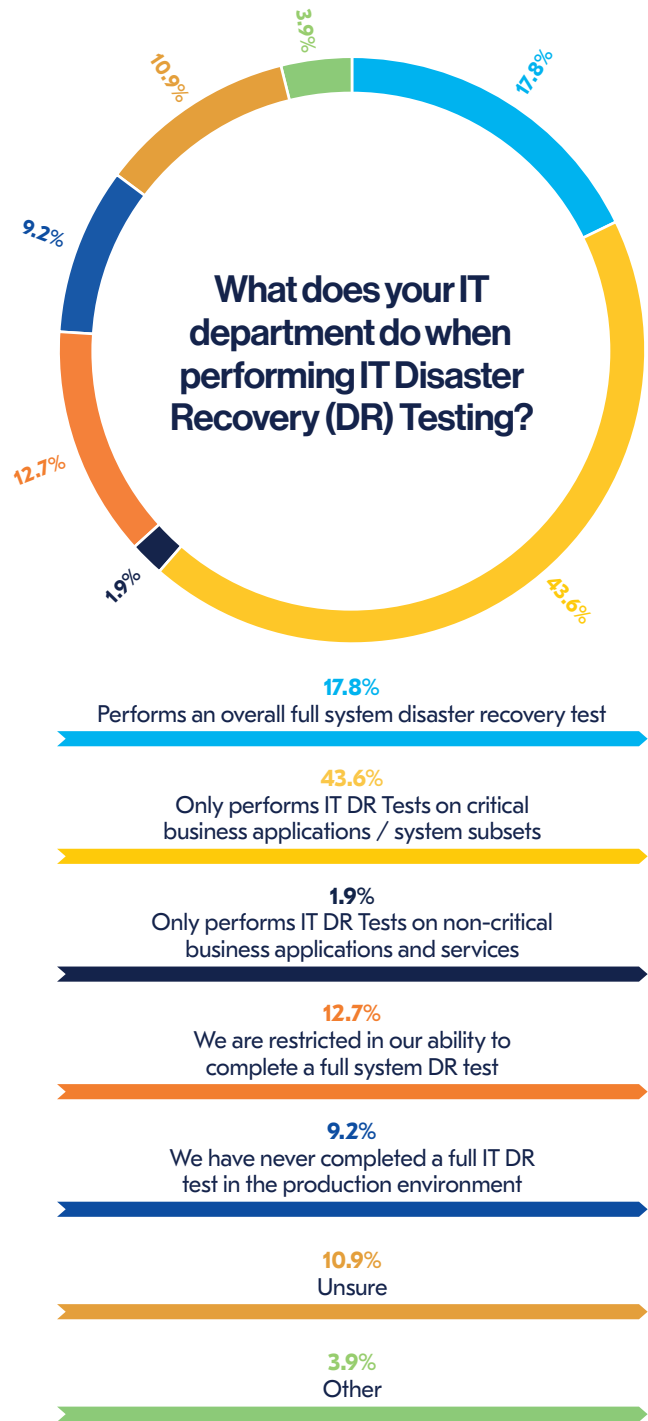 3.9%
10.9%
17.8%
9.2%
What does your IT
department do when
performing IT Disaster
Recovery (DR) Testing?
12.7%
1.9%
43.6%
17.8%
Performs an overall full system disaster recovery test
43.6%
Only performs IT DR Tests on critical
business applications / system subsets
1.9%
Only performs IT DR Tests on non-critical
business applications and services
12.7%
We are restricted in our ability to
complete a full system DR test
9.2%
We have never completed a full IT DR
test in the production environment
10.9%
Unsure
3.9%
Other